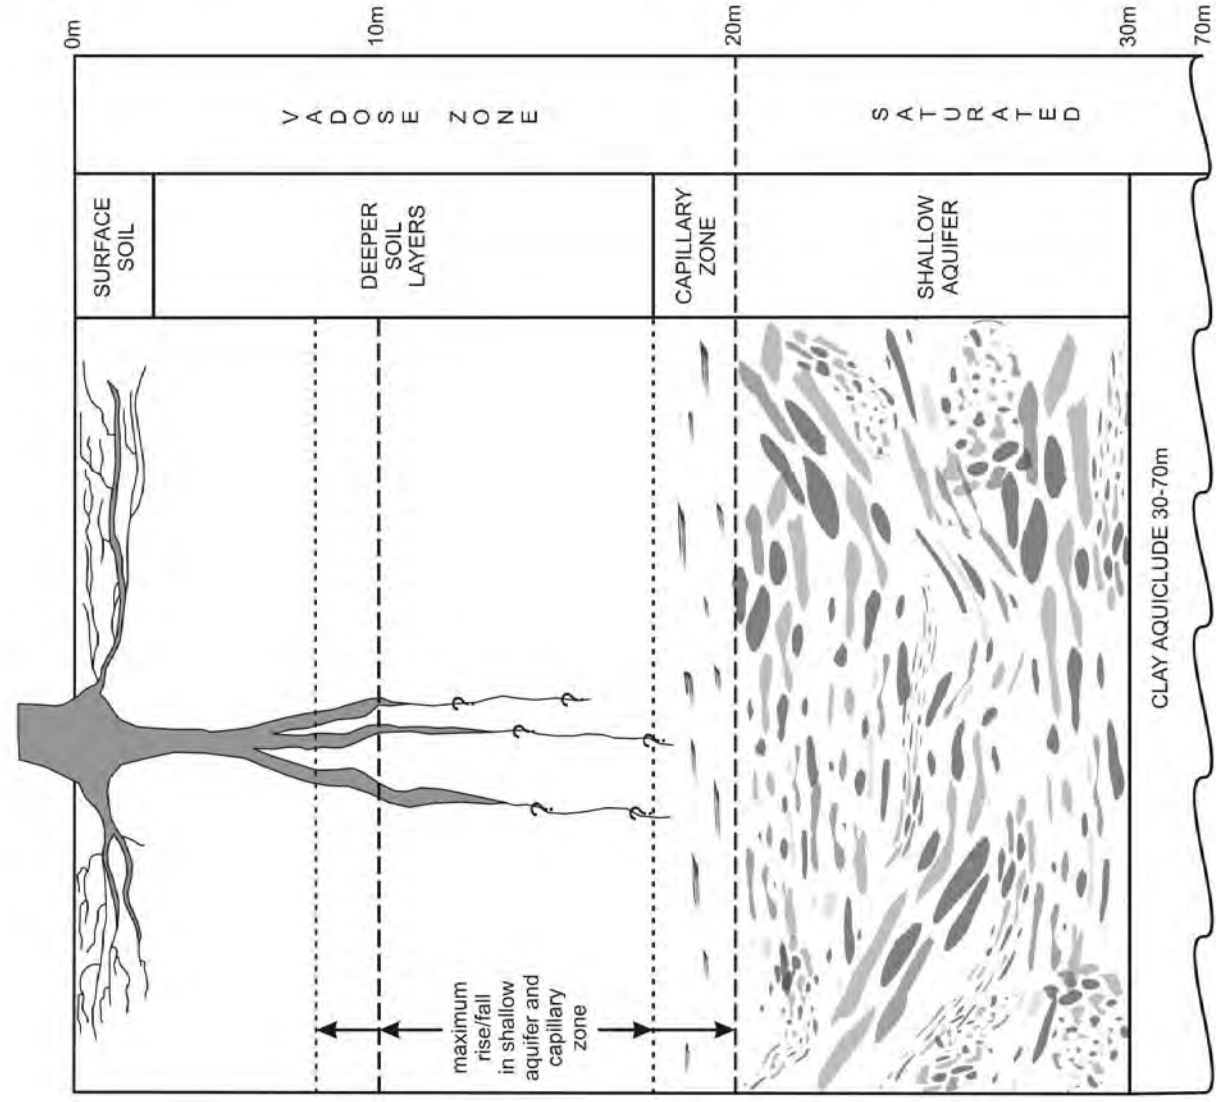 0m
10m
20m
30m
70m
VADOSE ZONE
SATURATED
SURFACE
SOIL
DEEPER
SOIL
LAYERS
CAPILLARY
ZONE
SHALLOW
AQUIFER
?
?
?
?
?
?
maximum
rise/fall
in shallow
aquifer and
capillary
zone
CLAY AQUICLUDE 30-70m